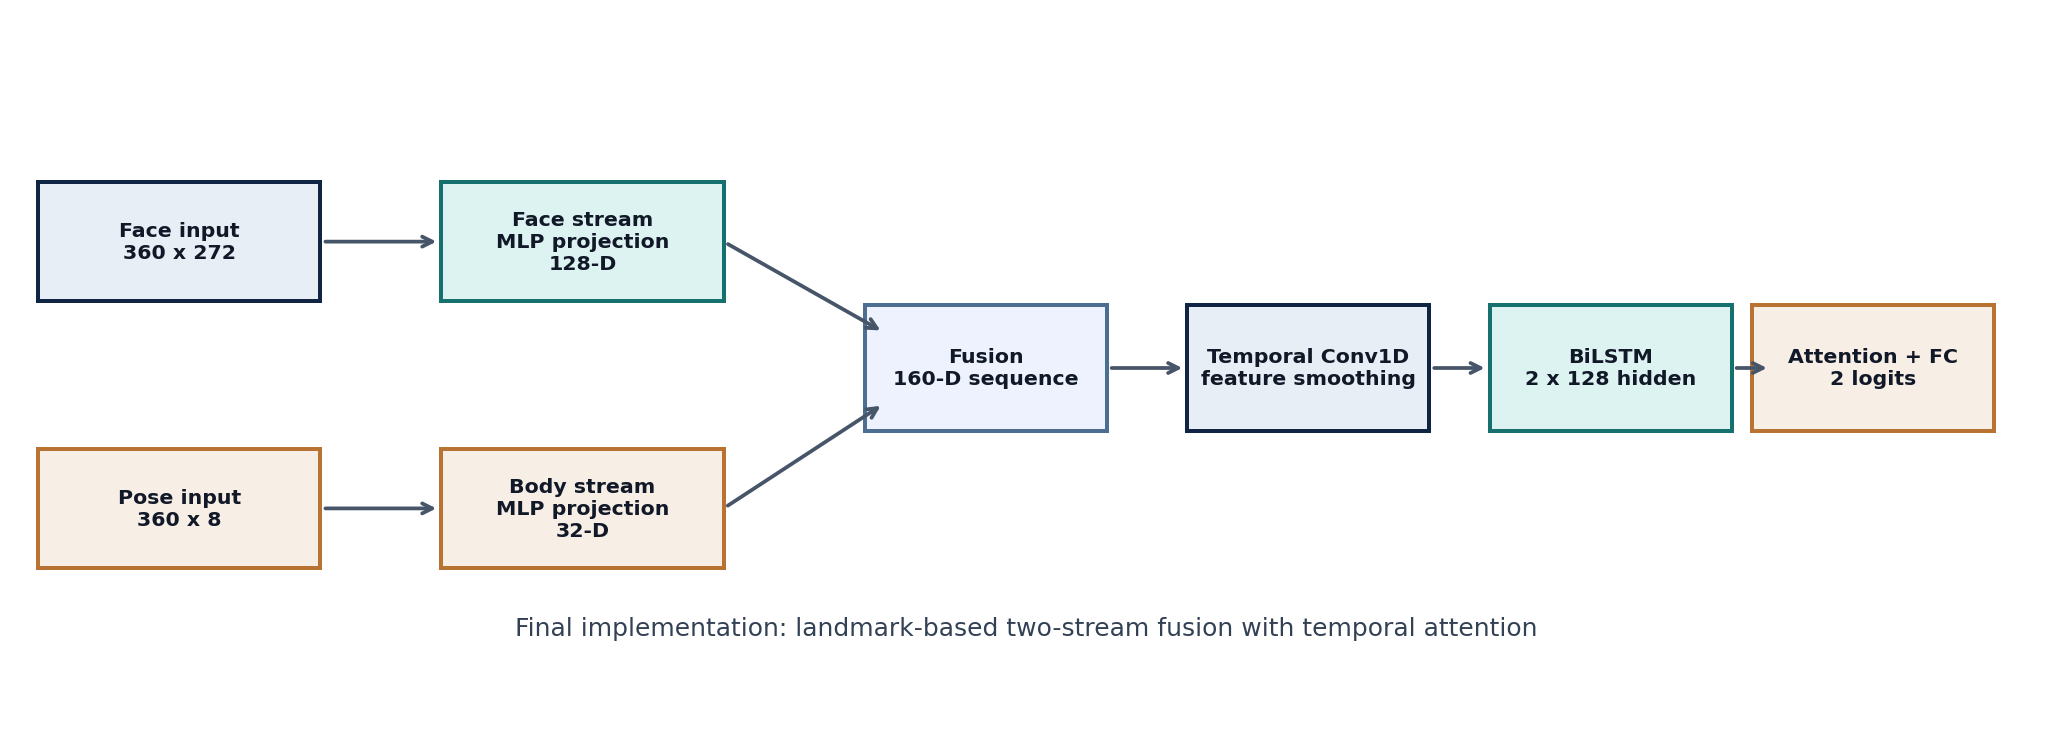 Face input
360 x 272
Face stream
MLP projection
128-D
Fusion
160-D sequence
Temporal Conv1D
feature smoothing
BiLSTM
2 x 128 hidden
Attention + FC
2 logits
Pose input
360 x 8
Body stream
MLP projection
32-D
Final implementation: landmark-based two-stream fusion with temporal attention